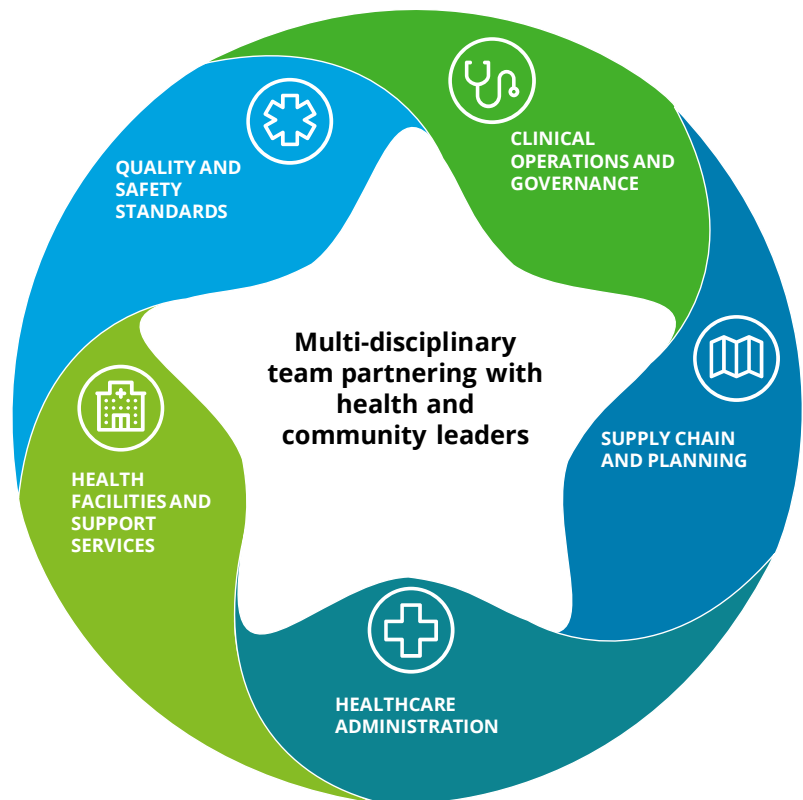 CLINICAL
OPERATIONS AND
GOVERNANCE
QUALITY AND
SAFETY
STANDARDS
Multi-disciplinary
team partnering with
health and
community leaders
SUPPLY CHAIN
AND PLANNING
HEALTH
FACILITIES AND
SUPPORT
SERVICES
HEALTHCARE
ADMINISTRATION